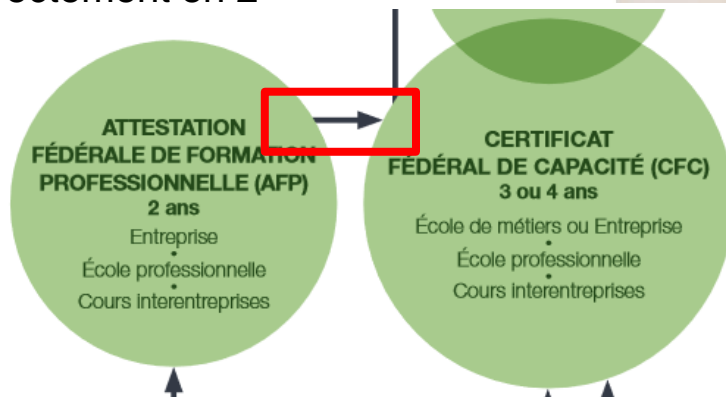 ATTESTATION
FÉDÉRALE DE FORMATION
PROFESSIONNELLE (AFP)
2 ans
Entreprise
•
École professionnelle
•
Cours interentreprises
CERTIFICAT
FÉDÉRAL DE CAPACITÉ (CFC)
3 ou 4 ans
École de métiers ou Entreprise
•
École professionnelle
•
Cours interentreprises